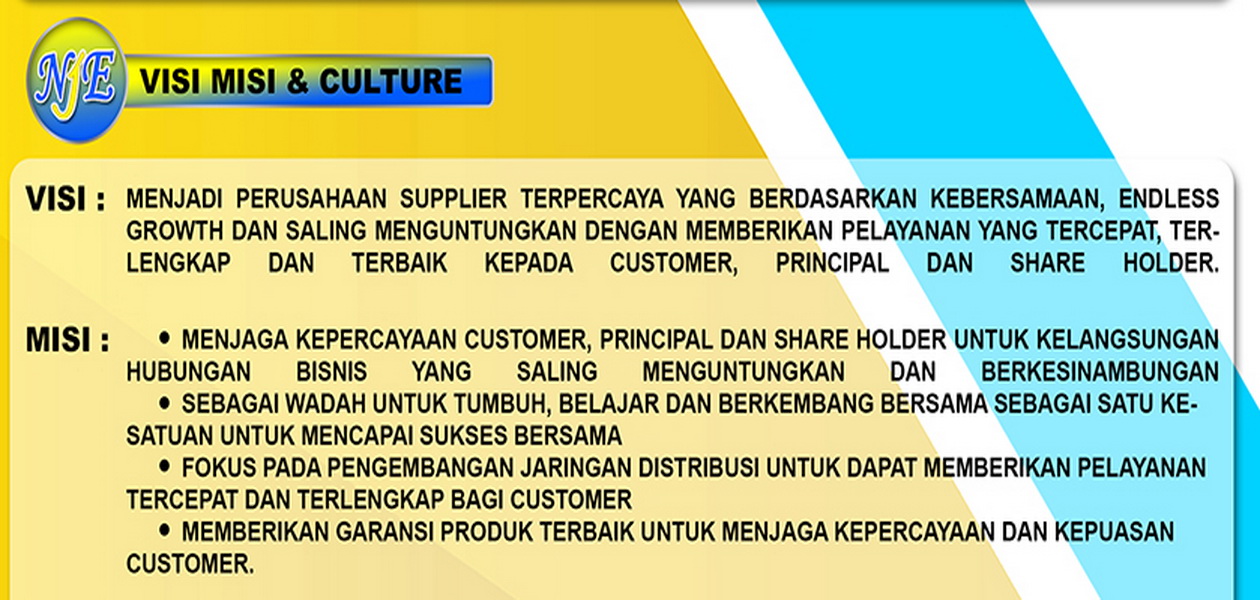 NJE VISI MISI & CULTURE
VISI : MENJADI PERUSAHAAN SUPPLIER TERPERCAYA YANG BERDASARKAN KEBERSAMAAN, ENDLESS
GROWTH DAN SALING MENGUNTUNGKAN DENGAN MEMBERIKAN PELAYANAN YANG TERCEPAT, TER-
LENGKAP DAN TERBAIK KEPADA CUSTOMER, PRINCIPAL DAN SHARE HOLDER.
MISI : • MENJAGA KEPERCAYAAN CUSTOMER, PRINCIPAL DAN SHARE HOLDER UNTUK KELANGSUNGAN
HUBUNGAN BISNIS YANG SALING MENGUNTUNGKAN DAN BERKESINAMBUNGAN
• SEBAGAI WADAH UNTUK TUMBUH, BELAJAR DAN BERKEMBANG BERSAMA SEBAGAI SATU KE-
SATUAN UNTUK MENCAPAI SUKSES BERSAMA
• FOKUS PADA PENGEMBANGAN JARINGAN DISTRIBUSI UNTUK DAPAT MEMBERIKAN PELAYANAN
TERCEPAT DAN TERLENGKAP BAGI CUSTOMER
• MEMBERIKAN GARANSI PRODUK TERBAIK UNTUK MENJAGA KEPERCAYAAN DAN KEPUASAN
CUSTOMER.